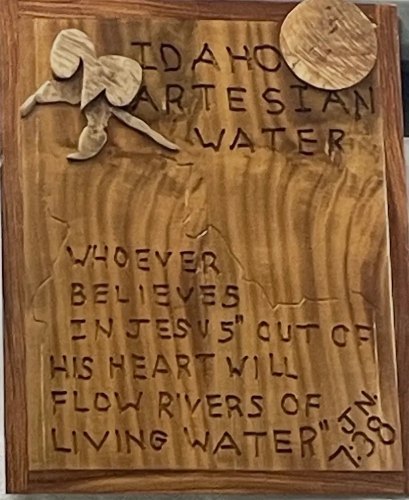 IDAHO
ARTESIAN
WATER
WHOEVER
BELIEVES
IN JESUS" OUT OF
HIS HEART WILL
FLOW RIVERS OF
LIVING WATER" JN.
7:38